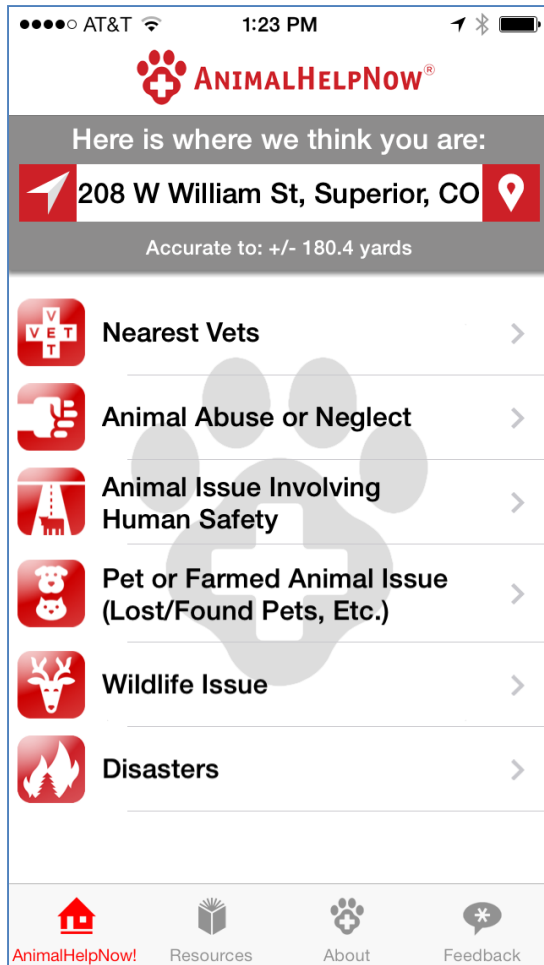 AT&T 1:23 PM
ANIMALHELPNOW®
Here is where we think you are:
208 W William St, Superior, CO
Accurate to: +/- 180.4 yards
V
VET
T
Nearest Vets
Animal Abuse or Neglect
Animal Issue Involving
Human Safety
Pet or Farmed Animal Issue
(Lost/Found Pets, Etc.)
Wildlife Issue
Disasters
AnimalHelpNow! Resources About Feedback